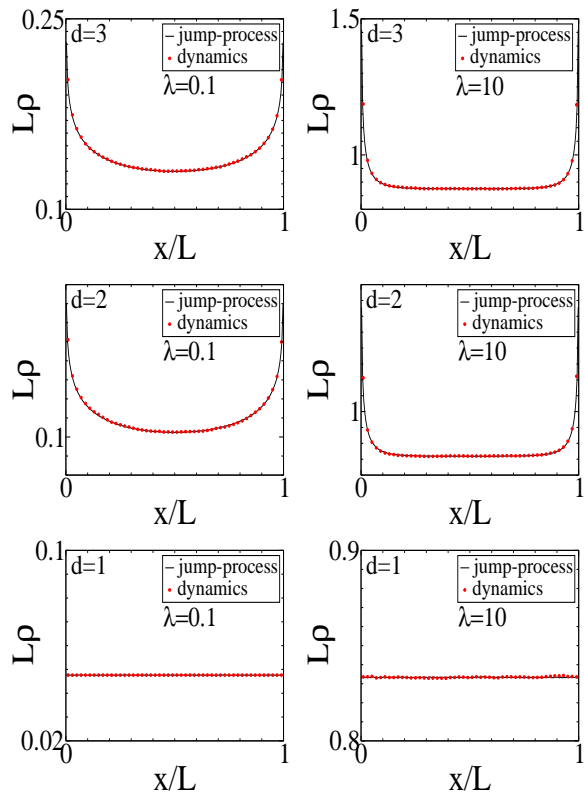 0.25
d=3
– jump-process
• dynamics
λ=0.1
Lρ
0.1
0
1
x/L
1.5
d=3
– jump-process
• dynamics
λ=10
Lρ
1
0
1
x/L
d=2
– jump-process
• dynamics
λ=0.1
Lρ
0.1
0
1
x/L
d=2
– jump-process
• dynamics
λ=10
Lρ
1
0
1
x/L
0.1
d=1
– jump-process
• dynamics
λ=0.1
Lρ
0.02
0
1
x/L
0.9
d=1
– jump-process
• dynamics
λ=10
Lρ
0.8
0
1
x/L